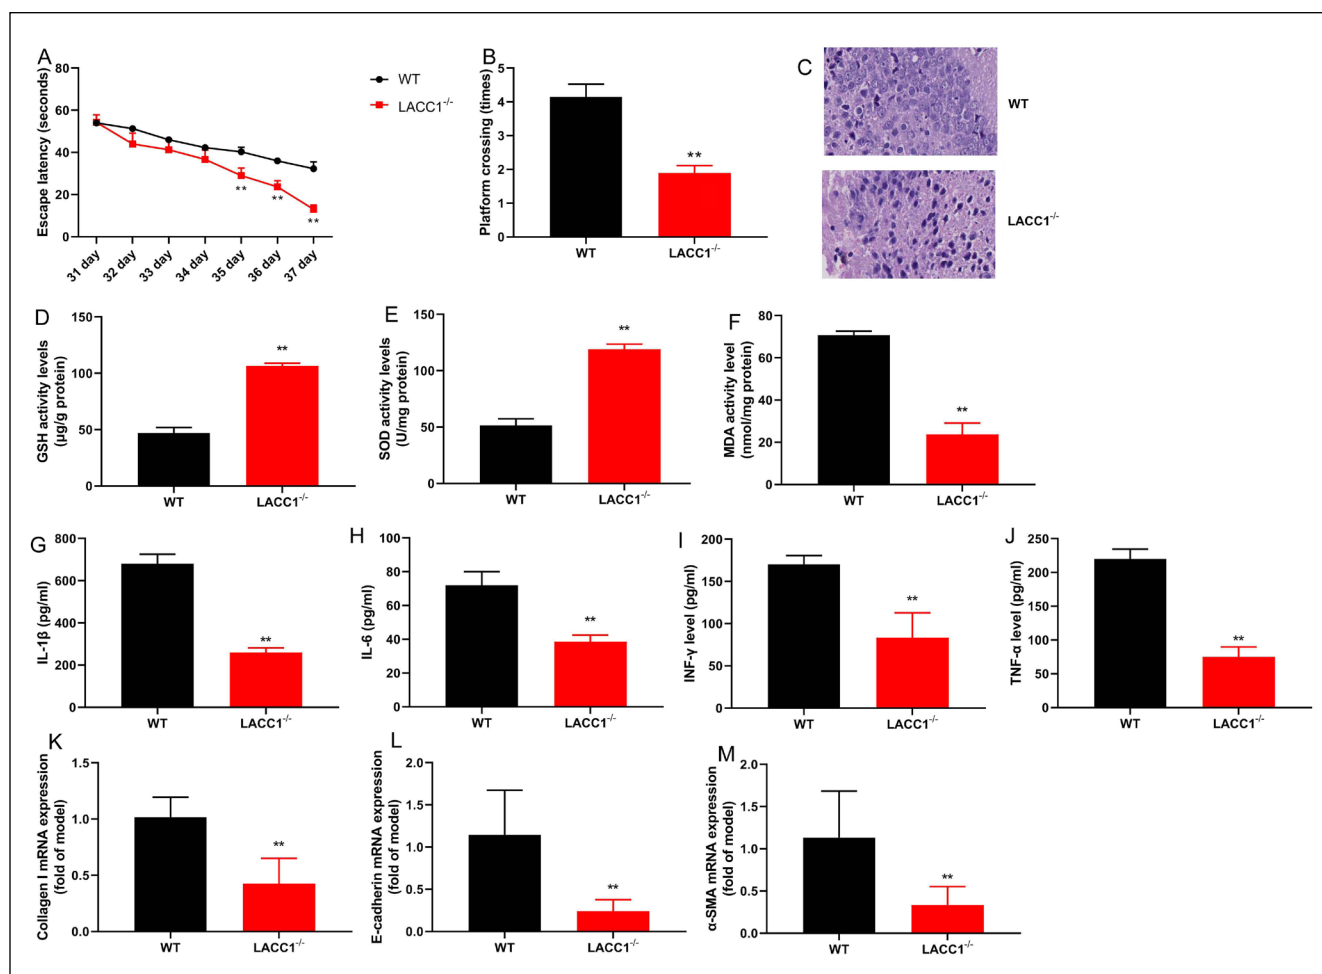 A
Escape latency (seconds)
80
60
40
20
0
31 day
32 day
33 day
34 day
35 day
36 day
37 day
**
**
**
WT
LACC1-/-
B
Platform crossing (times)
5
4
3
2
1
0
**
WT
LACC1-/-
C
WT
LACC1-/-
D
GSH activity levels
(μg/g protein)
150
100
50
0
**
WT
LACC1-/-
E
SOD activity levels
(U/mg protein)
150
100
50
0
**
WT
LACC1-/-
F
MDA activity level
(nmol/mg protein)
80
60
40
20
0
**
WT
LACC1-/-
G
IL-1β (pg/ml)
800
600
400
200
0
**
WT
LACC1-/-
H
IL-6 (pg/ml)
100
80
60
40
20
0
**
WT
LACC1-/-
I
INF-γ level (pg/ml)
200
150
100
50
0
**
WT
LACC1-/-
J
TNF-α level (pg/ml)
250
200
150
100
50
0
**
WT
LACC1-/-
K
Collagen I mRNA expression
(fold of model)
1.5
1.0
0.5
0.0
**
WT
LACC1-/-
L
E-cadherin mRNA expression
(fold of model)
2.0
1.5
1.0
0.5
0.0
**
WT
LACC1-/-
M
α-SMA mRNA expression
(fold of model)
2.0
1.5
1.0
0.5
0.0
**
WT
LACC1-/-